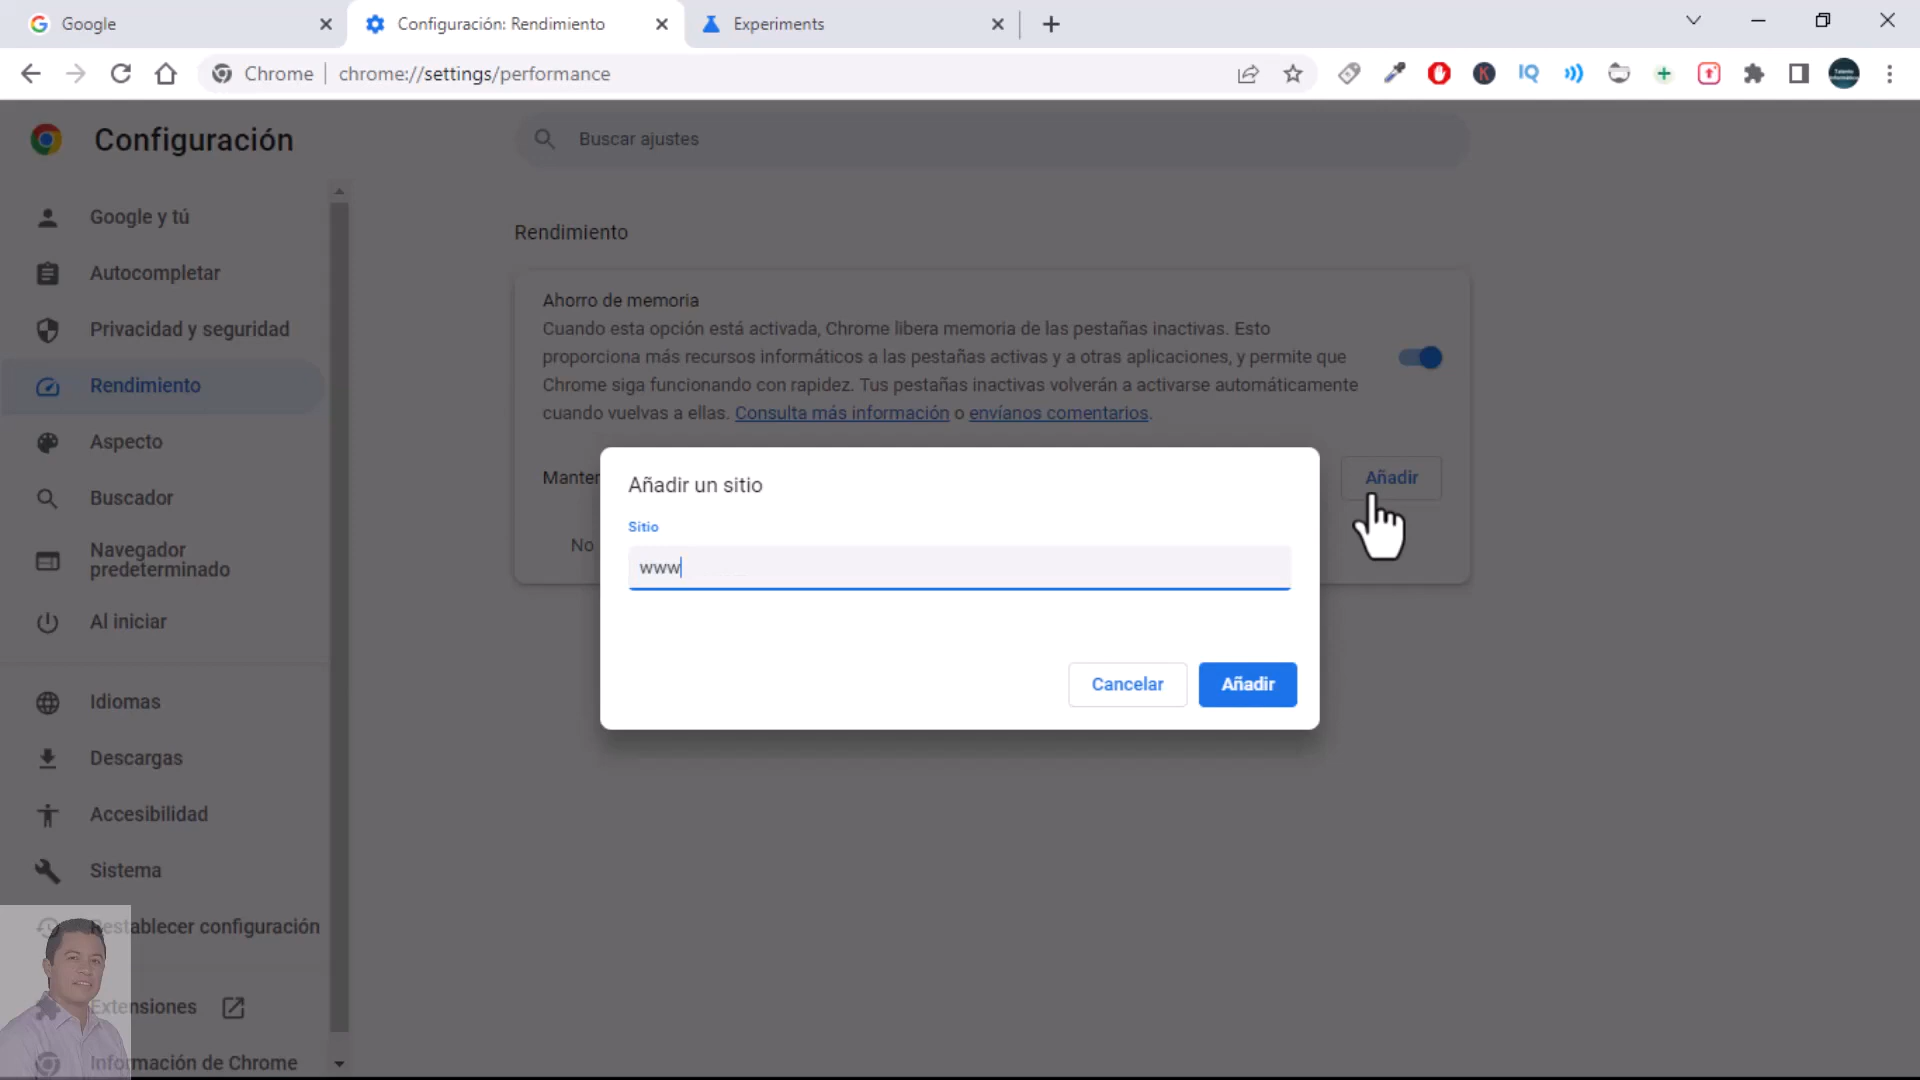 Google
Configuración: Rendimiento
Experiments
Chrome
chrome://settings/performance
IQ
K
Configuración
Buscar ajustes
Google y tú
Autocompletar
Privacidad y seguridad
Rendimiento
Aspecto
Buscador
Navegador
predeterminado
Al iniciar
Idiomas
Descargas
Accesibilidad
Sistema
Restablecer configuración
Extensiones
Información de Chrome
Rendimiento
Ahorro de memoria
Cuando esta opción está activada, Chrome libera memoria de las pestañas inactivas. Esto
proporciona más recursos informáticos a las pestañas activas y a otras aplicaciones, y permite que
Chrome siga funcionando con rapidez. Tus pestañas inactivas volverán a activarse automáticamente
cuando vuelvas a ellas. Consulta más información o envíanos comentarios.
Añadir
No
Añadir un sitio
Sitio
www
Cancelar
Añadir